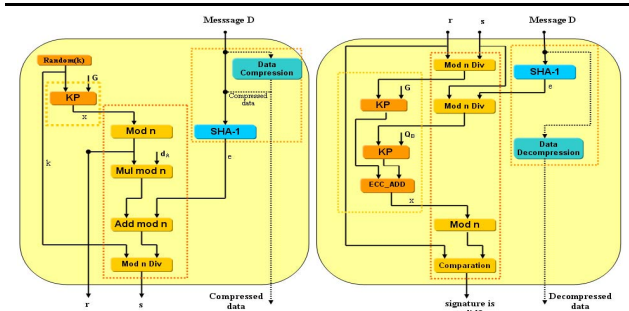 Messsage D
Random(k)
G
Data
Compression
KP
Compressed
data
x
Mod n
SHA-1
dA
e
k
Mul mod n
Add mod n
Mod n Div
r
s
Compressed
data
r
s
Message D
Mod n Div
SHA-1
G
e
KP
Mod n Div
Data
Decompression
KP
ECC_ADD
x
Mod n
Comparation
signature is
Decompressed
data